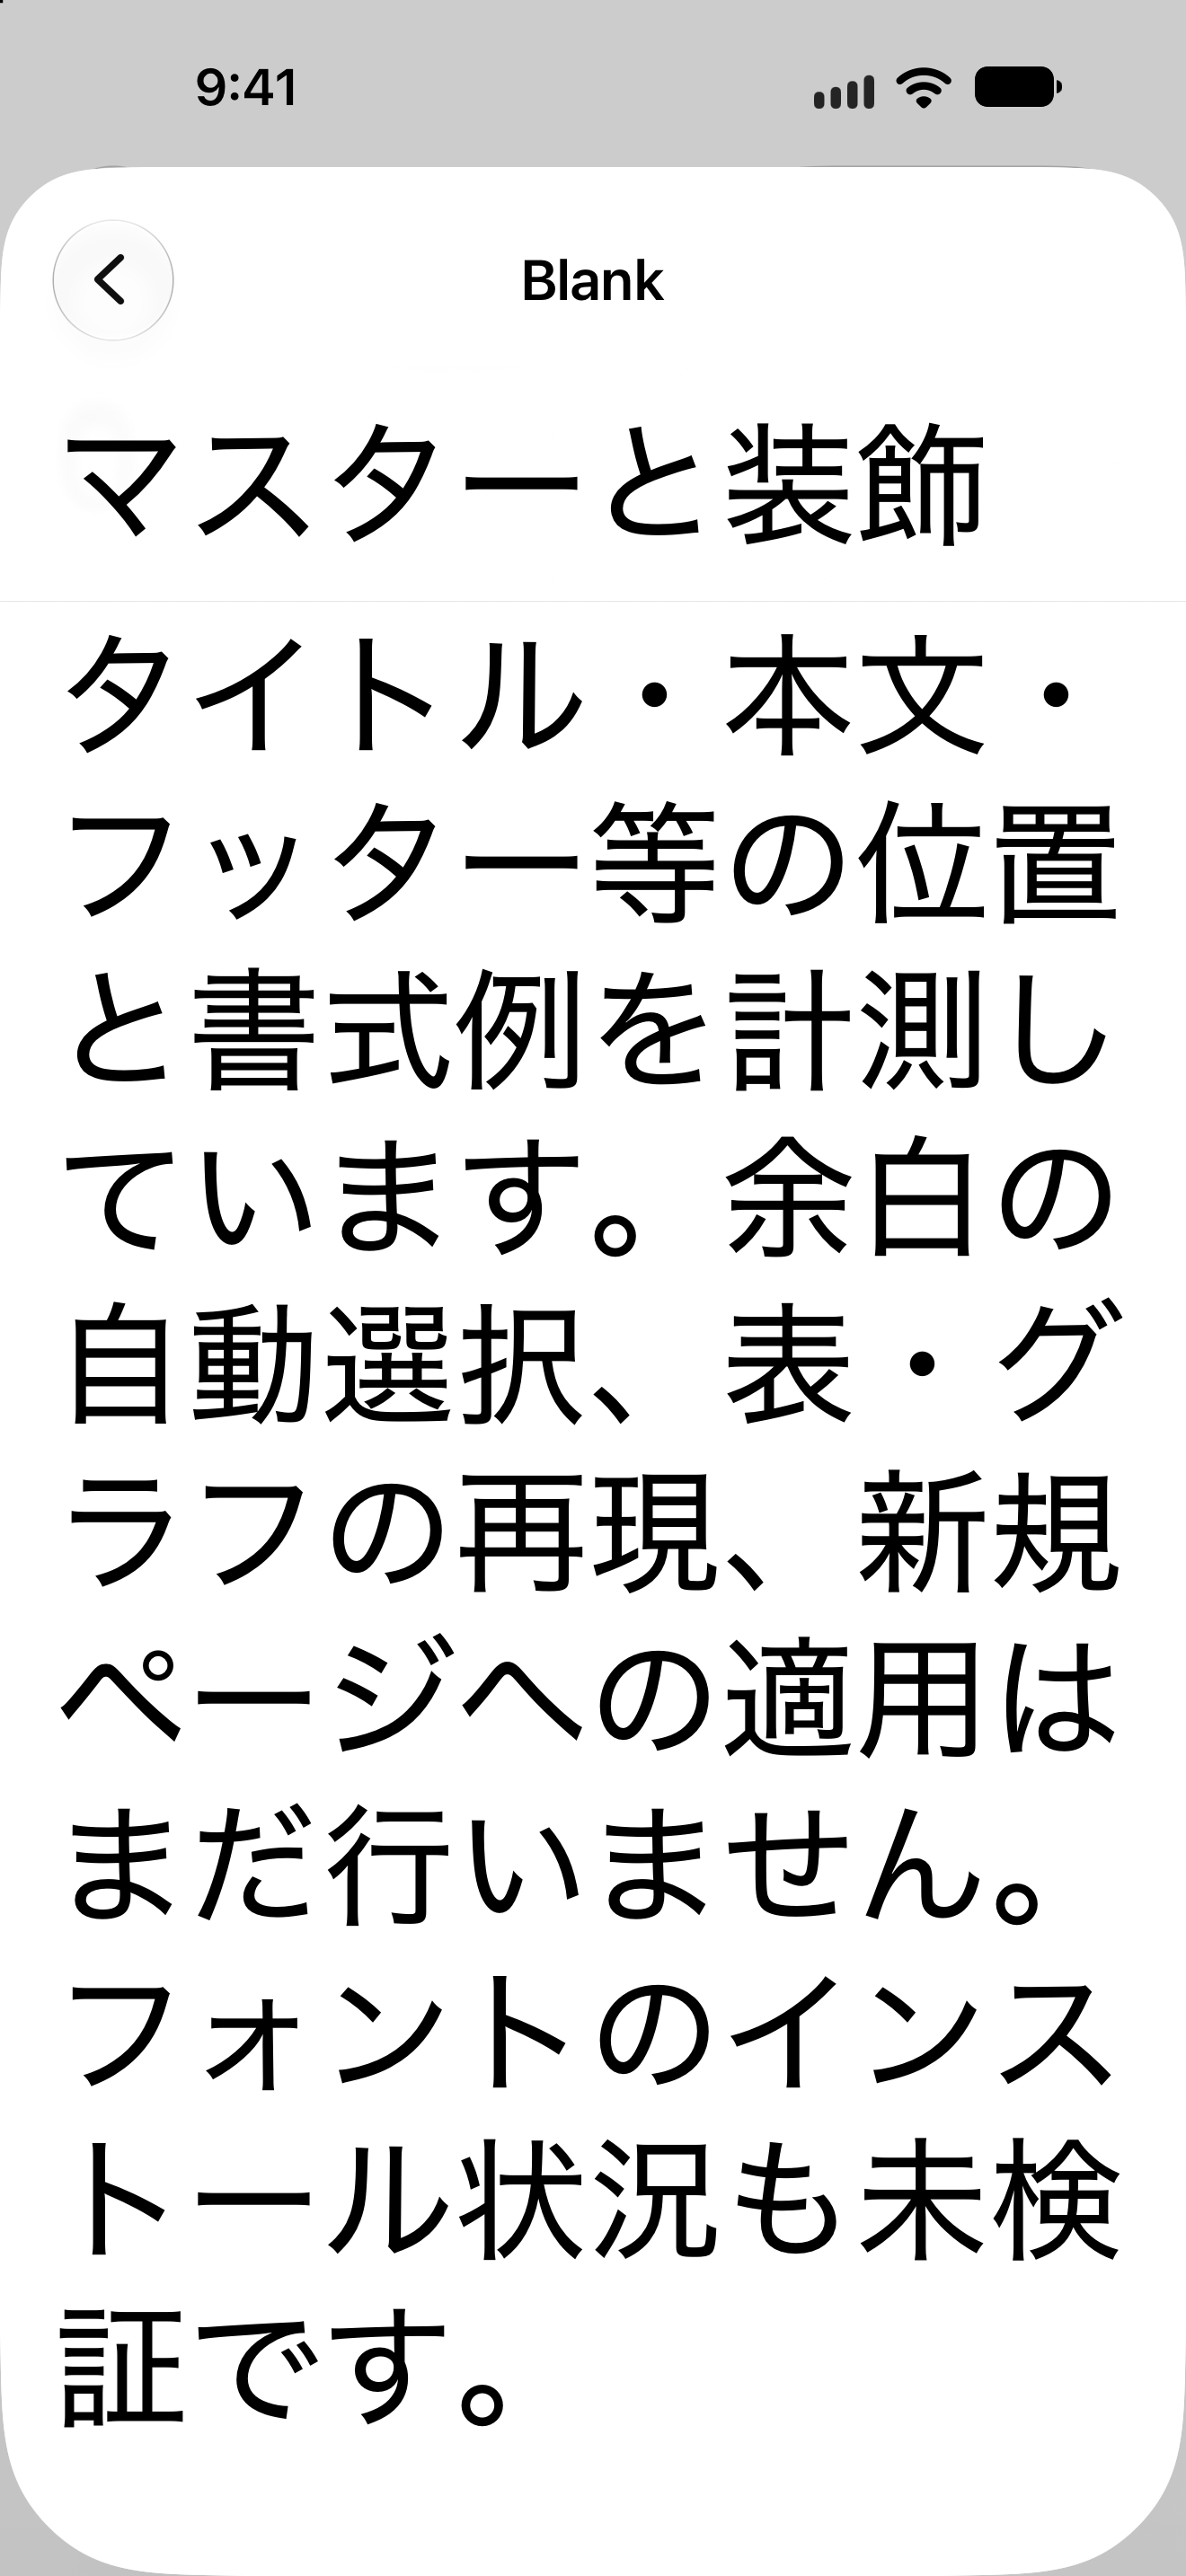 9:41
Blank
マスターと装飾
タイトル・本文・
フッター等の位置
と書式例を計測し
ています。余白の
自動選択、表・グ
ラフの再現、新規
ページへの適用は
まだ行いません。
フォントのインス
トール状況も未検
証です。